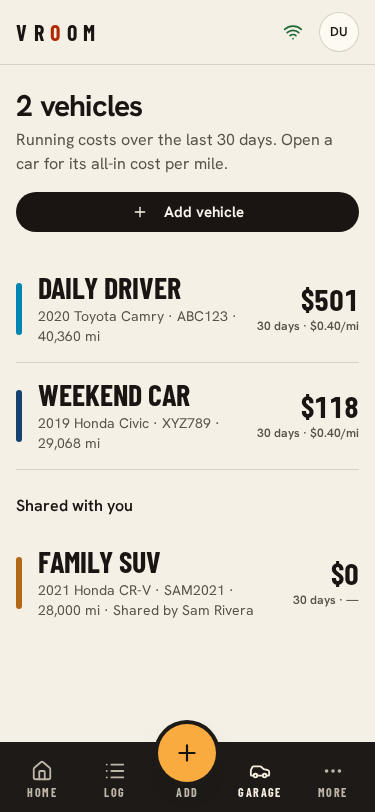 VROOM
DU
2 vehicles
Running costs over the last 30 days. Open a
car for its all-in cost per mile.
+ Add vehicle
DAILY DRIVER
2020 Toyota Camry · ABC123 ·
40,360 mi
$501
30 days · $0.40/mi
WEEKEND CAR
2019 Honda Civic · XYZ789 ·
29,068 mi
$118
30 days · $0.40/mi
Shared with you
FAMILY SUV
2021 Honda CR-V · SAM2021 ·
28,000 mi · Shared by Sam Rivera
$0
30 days · —
HOME
LOG
ADD
GARAGE
MORE